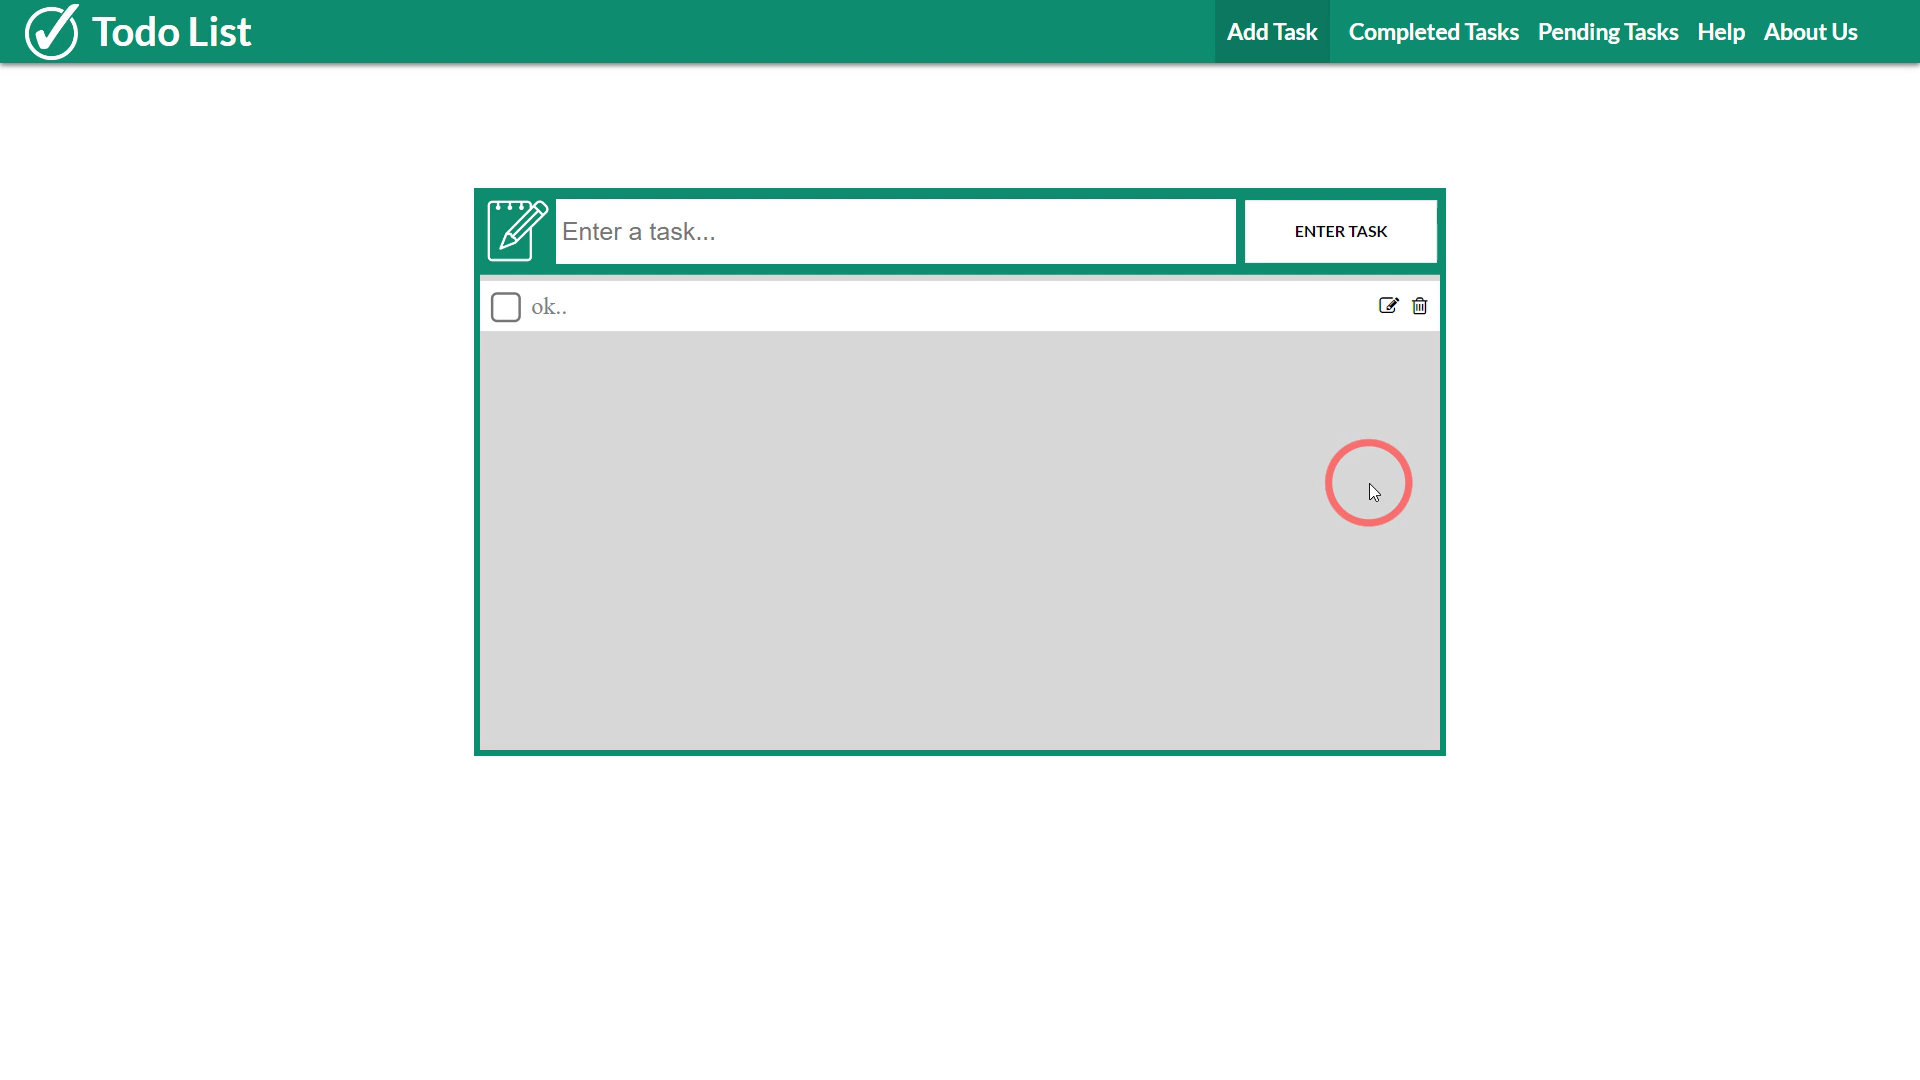 Todo List
Add Task Completed Tasks Pending Tasks Help About Us
Enter a task... ENTER TASK
ok..